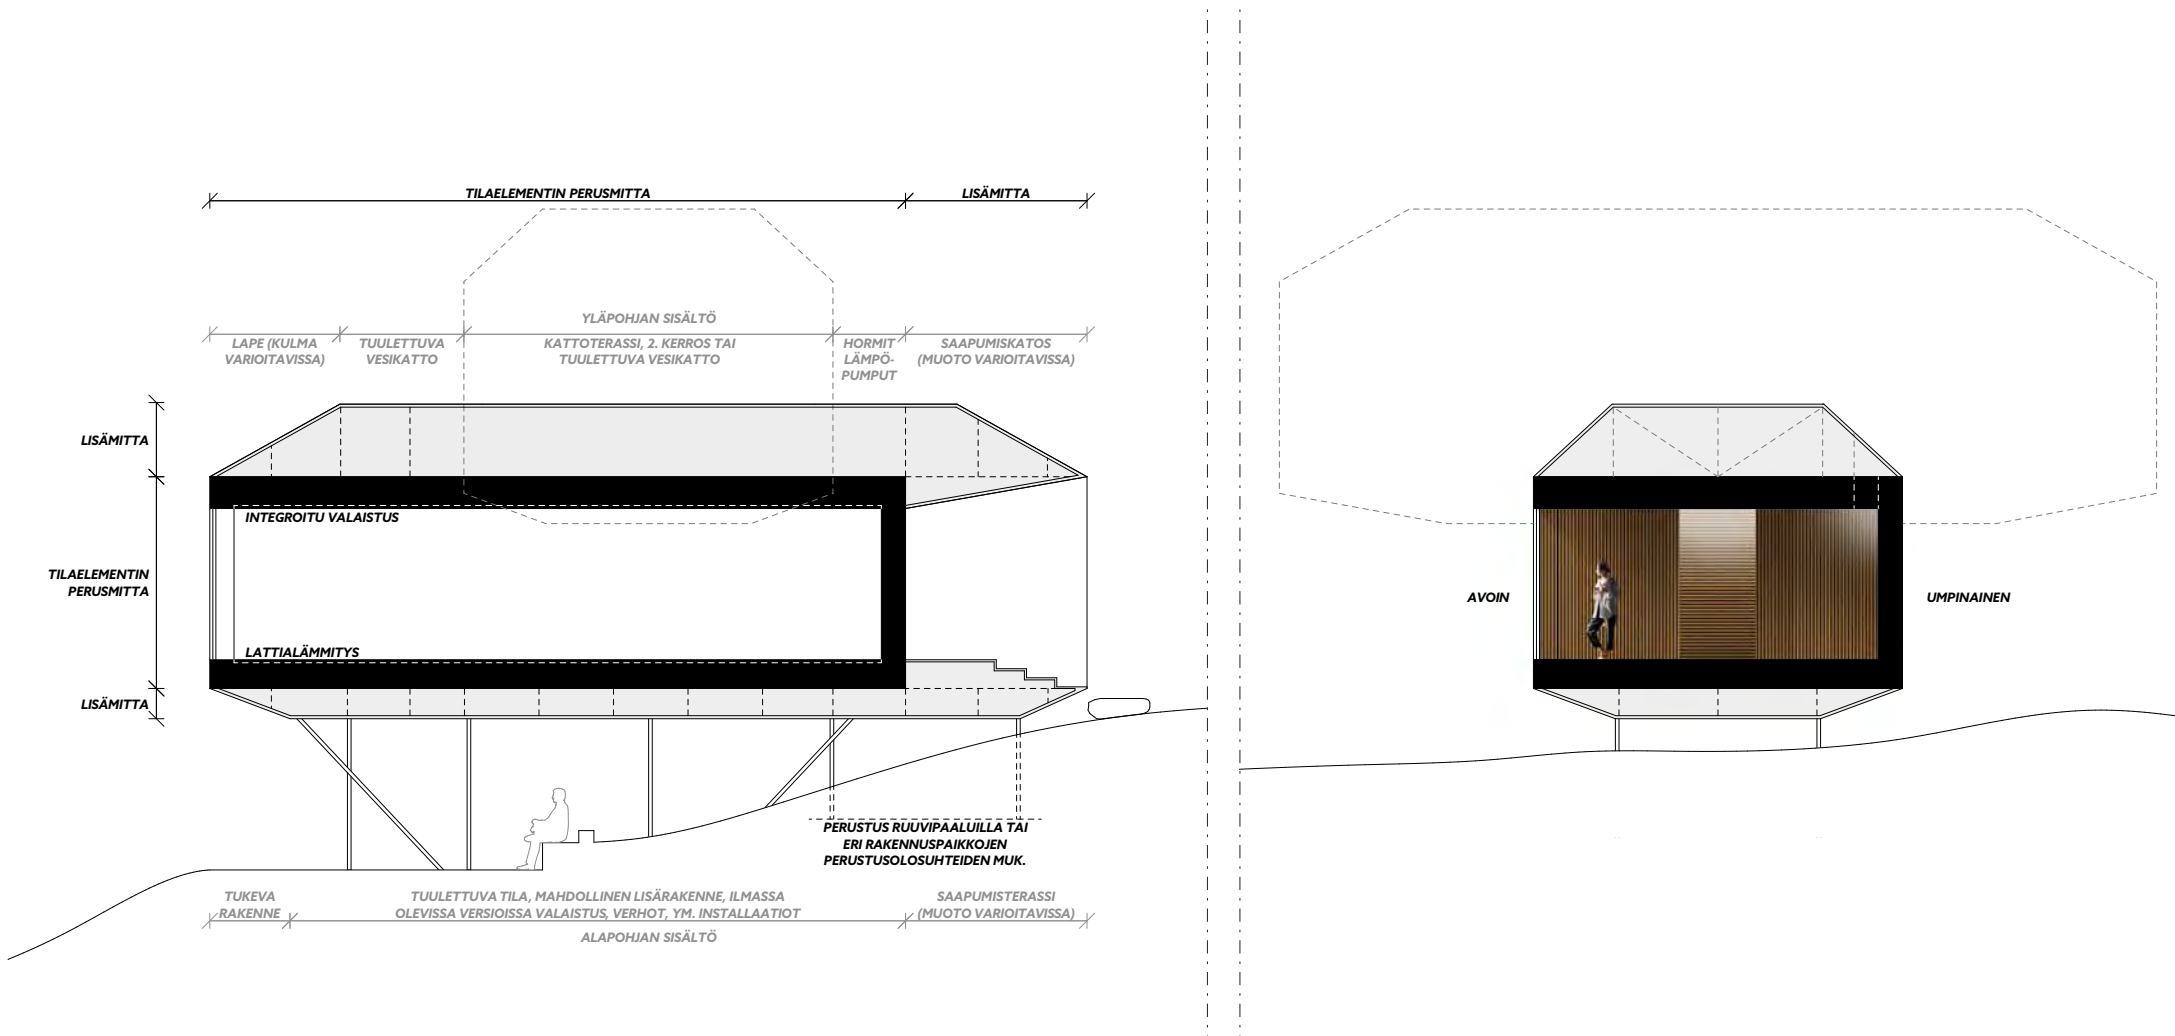 TILAELEMENTIN PERUSMITTA
LISÄMITTA
YLÄPOHJAN SISÄLTÖ
LAPE (KULMA
VARIOITAVISSA)
TUULETTUVA
VESIKATTO
KATTOTERASSI, 2. KERROS TAI
TUULETTUVA VESIKATTO
HORMIT
LÄMPÖ-
PUMPUT
SAAPUMISKATOS
(MUOTO VARIOITAVISSA)
LISÄMITTA
TILAELEMENTIN
PERUSMITTA
LISÄMITTA
INTEGROITU VALAISTUS
LATTIALÄMMITYS
PERUSTUS RUUVIPAALUILLA TAI
ERI RAKENNUSPAIKKOJEN
PERUSTUSOLOSUHTEIDEN MUK.
TUKEVA
RAKENNE
TUULETTUVA TILA, MAHDOLLINEN LISÄRAKENNE, ILMASSA
OLEVISSA VERSIOISSA VALAISTUS, VERHOT, YM. INSTALLAATIOT
SAAPUMISTERASSI
(MUOTO VARIOITAVISSA)
ALAPOHJAN SISÄLTÖ
AVOIN
UMPINAINEN